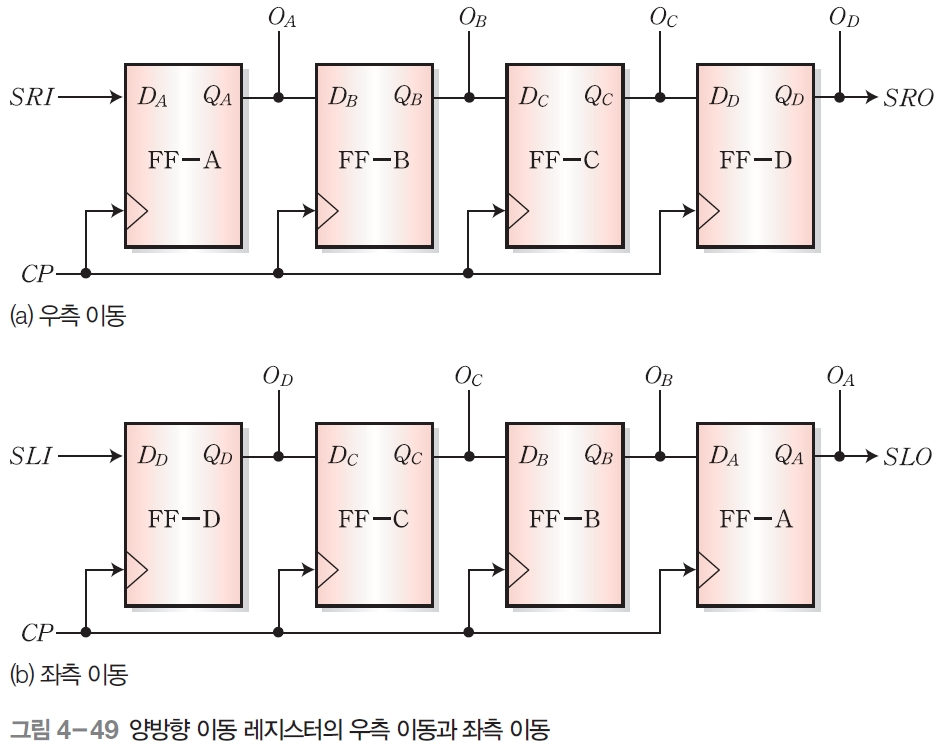 O_A O_B O_C O_D
SRI D_A Q_A D_B Q_B D_C Q_C D_D Q_D SRO
FF-A FF-B FF-C FF-D
CP
(a) 우측 이동
O_D O_C O_B O_A
SLI D_D Q_D D_C Q_C D_B Q_B D_A Q_A SLO
FF-D FF-C FF-B FF-A
CP
(b) 좌측 이동
그림 4-49 양방향 이동 레지스터의 우측 이동과 좌측 이동